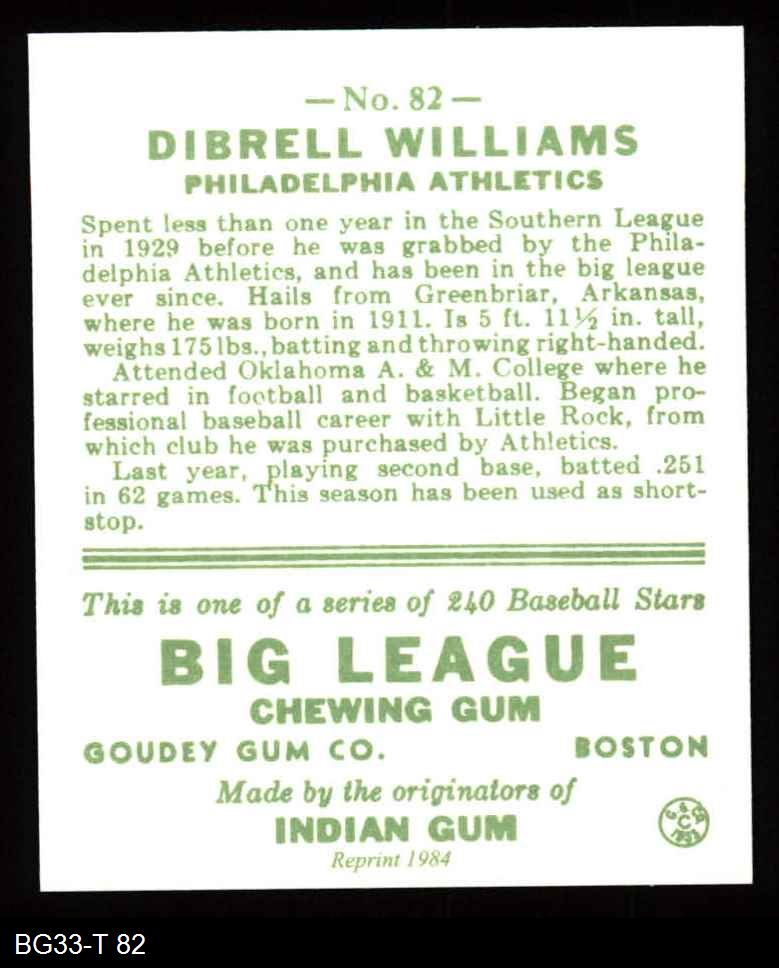 — No. 82 —
DIBRELL WILLIAMS
PHILADELPHIA ATHLETICS
Spent less than one year in the Southern League
in 1929 before he was grabbed by the Phila-
delphia Athletics, and has been in the big league
ever since. Hails from Greenbriar, Arkansas,
where he was born in 1911. Is 5 ft. 11½ in. tall,
weighs 175 lbs., batting and throwing right-handed.
Attended Oklahoma A. & M. College where he
starred in football and basketball. Began pro-
fessional baseball career with Little Rock, from
which club he was purchased by Athletics.
Last year, playing second base, batted .251
in 62 games. This season has been used as short-
stop.
This is one of a series of 240 Baseball Stars
BIG LEAGUE
CHEWING GUM
GOUDEY GUM CO. BOSTON
Made by the originators of
INDIAN GUM
Reprint 1984
BG33-T 82